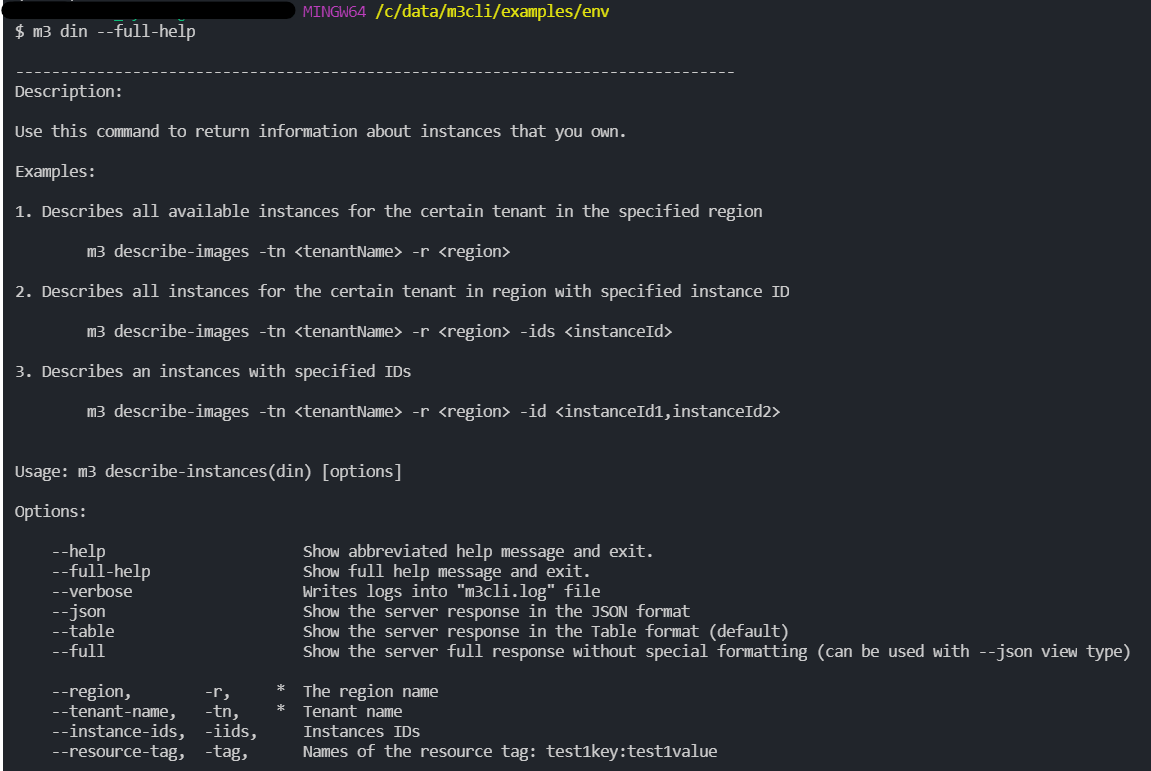 MINGW64 /c/data/m3cli/examples/env
$ m3 din --full-help
--------------------------------------------------------------------------------
Description:
Use this command to return information about instances that you own.
Examples:
1. Describes all available instances for the certain tenant in the specified region
m3 describe-images -tn <tenantName> -r <region>
2. Describes all instances for the certain tenant in region with specified instance ID
m3 describe-images -tn <tenantName> -r <region> -ids <instanceId>
3. Describes an instances with specified IDs
m3 describe-images -tn <tenantName> -r <region> -id <instanceId1,instanceId2>
Usage: m3 describe-instances(din) [options]
Options:
--help Show abbreviated help message and exit.
--full-help Show full help message and exit.
--verbose Writes logs into "m3cli.log" file
--json Show the server response in the JSON format
--table Show the server response in the Table format (default)
--full Show the server full response without special formatting (can be used with --json view type)
--region, -r, * The region name
--tenant-name, -tn, * Tenant name
--instance-ids, -iids, Instances IDs
--resource-tag, -tag, Names of the resource tag: test1key:test1value